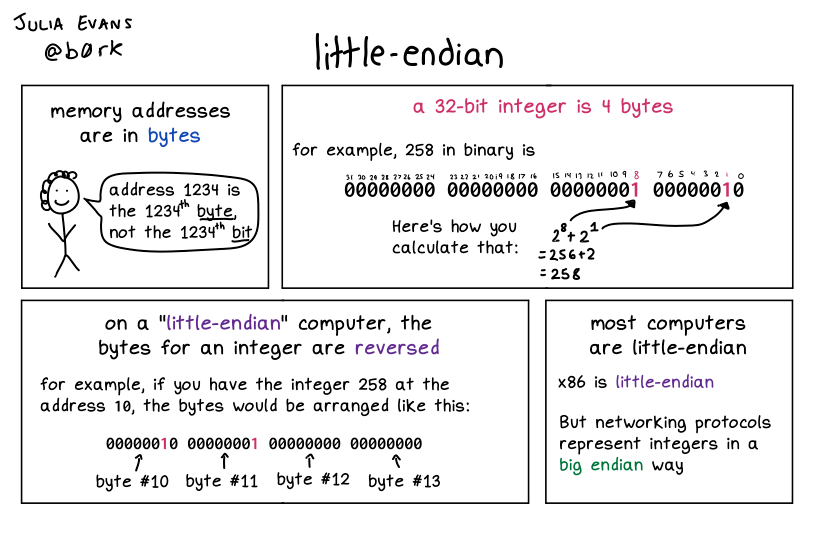 JULIA EVANS
@b0rk
little-endian
memory addresses
are in bytes
address 1234 is
the 1234th byte,
not the 1234th bit
a 32-bit integer is 4 bytes
for example, 258 in binary is
31 30 29 28 27 26 25 24 23 22 21 20 19 18 17 16 15 14 13 12 11 10 9 8 7 6 5 4 3 2 1 0
00000000 00000000 00000001 00000010
Here's how you
calculate that:
2^8 + 2^1
= 256 + 2
= 258
on a "little-endian" computer, the
bytes for an integer are reversed
for example, if you have the integer 258 at the
address 10, the bytes would be arranged like this:
00000010 00000001 00000000 00000000
byte #10 byte #11 byte #12 byte #13
most computers
are little-endian
x86 is little-endian
But networking protocols
represent integers in a
big endian way